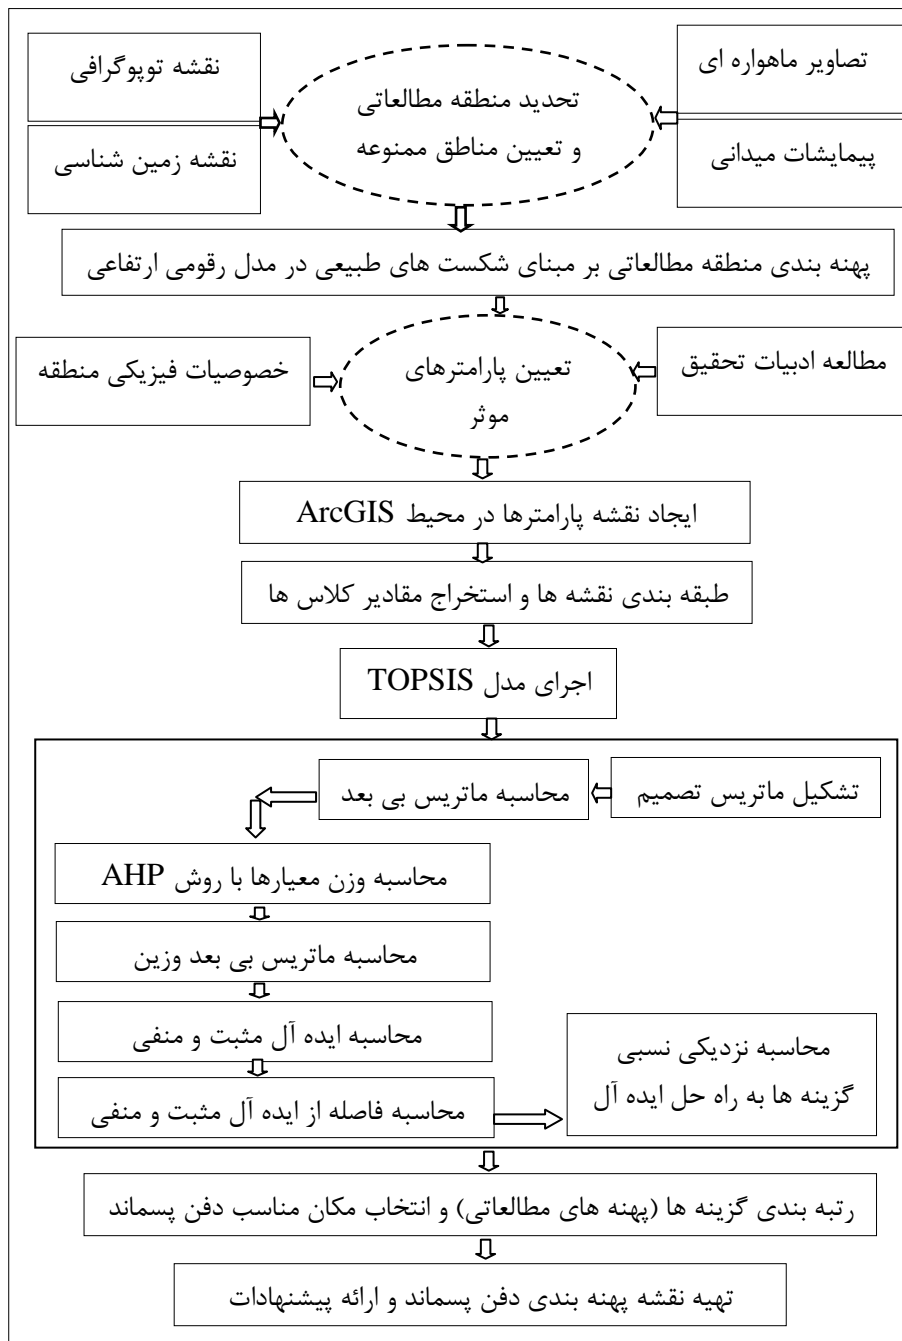 تصاویر ماهواره ای
نقشه توپوگرافی
تحدید منطقه مطالعاتی
و تعیین مناطق ممنوعه
پیمایشات میدانی
نقشه زمین شناسی
پهنه بندی منطقه مطالعاتی بر مبنای شکست های طبیعی در مدل رقومی ارتفاعی
مطالعه ادبیات تحقیق
تعیین پارامترهای
موثر
خصوصیات فیزیکی منطقه
ایجاد نقشه پارامترها در محیط ArcGIS
طبقه بندی نقشه ها و استخراج مقادیر کلاس ها
اجرای مدل TOPSIS
تشکیل ماتریس تصمیم
محاسبه ماتریس بی بعد
محاسبه وزن معیارها با روش AHP
محاسبه ماتریس بی بعد وزین
محاسبه ایده آل مثبت و منفی
محاسبه فاصله از ایده آل مثبت و منفی
محاسبه نزدیکی نسبی
گزینه ها به راه حل ایده آل
رتبه بندی گزینه ها (پهنه های مطالعاتی) و انتخاب مکان مناسب دفن پسماند
تهیه نقشه پهنه بندی دفن پسماند و ارائه پیشنهادات